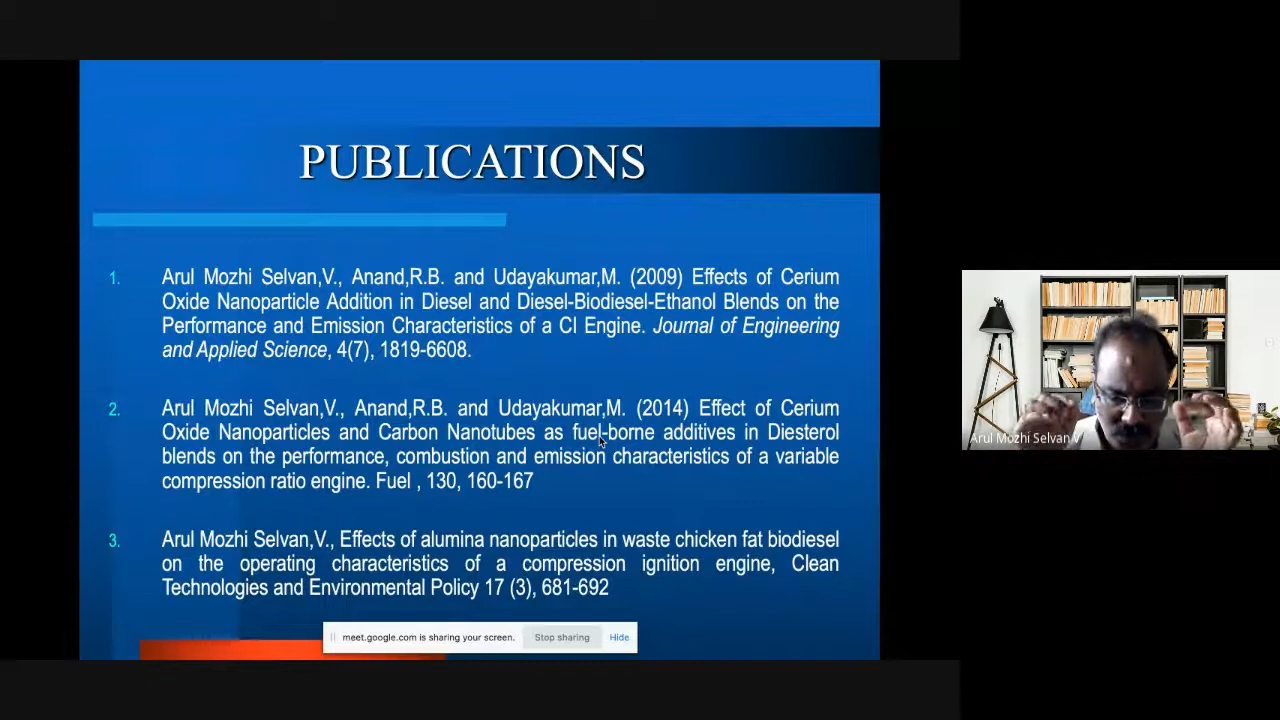 PUBLICATIONS
1. Arul Mozhi Selvan,V., Anand,R.B. and Udayakumar,M. (2009) Effects of Cerium
Oxide Nanoparticle Addition in Diesel and Diesel-Biodiesel-Ethanol Blends on the
Performance and Emission Characteristics of a CI Engine. Journal of Engineering
and Applied Science, 4(7), 1819-6608.
2. Arul Mozhi Selvan,V., Anand,R.B. and Udayakumar,M. (2014) Effect of Cerium
Oxide Nanoparticles and Carbon Nanotubes as fuel-borne additives in Diesterol
blends on the performance, combustion and emission characteristics of a variable
compression ratio engine. Fuel , 130, 160-167
3. Arul Mozhi Selvan,V., Effects of alumina nanoparticles in waste chicken fat biodiesel
on the operating characteristics of a compression ignition engine, Clean
Technologies and Environmental Policy 17 (3), 681-692
meet.google.com is sharing your screen. Stop sharing Hide
Arul Mozhi Selvan V